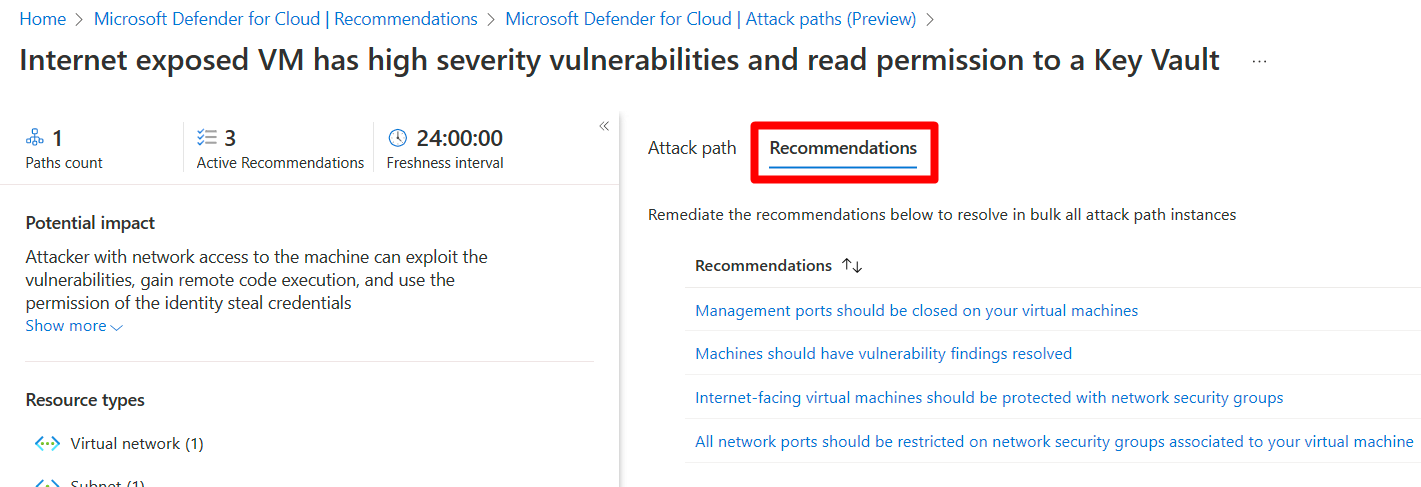 Home > Microsoft Defender for Cloud | Recommendations > Microsoft Defender for Cloud | Attack paths (Preview) >
Internet exposed VM has high severity vulnerabilities and read permission to a Key Vault ...
1
Paths count
3
Active Recommendations
24:00:00
Freshness interval
«
Potential impact
Attacker with network access to the machine can exploit the
vulnerabilities, gain remote code execution, and use the
permission of the identity steal credentials
Show more
Resource types
Virtual network (1)
Subnet (1)
Attack path
Recommendations
Remediate the recommendations below to resolve in bulk all attack path instances
Recommendations ↑↓
Management ports should be closed on your virtual machines
Machines should have vulnerability findings resolved
Internet-facing virtual machines should be protected with network security groups
All network ports should be restricted on network security groups associated to your virtual machine